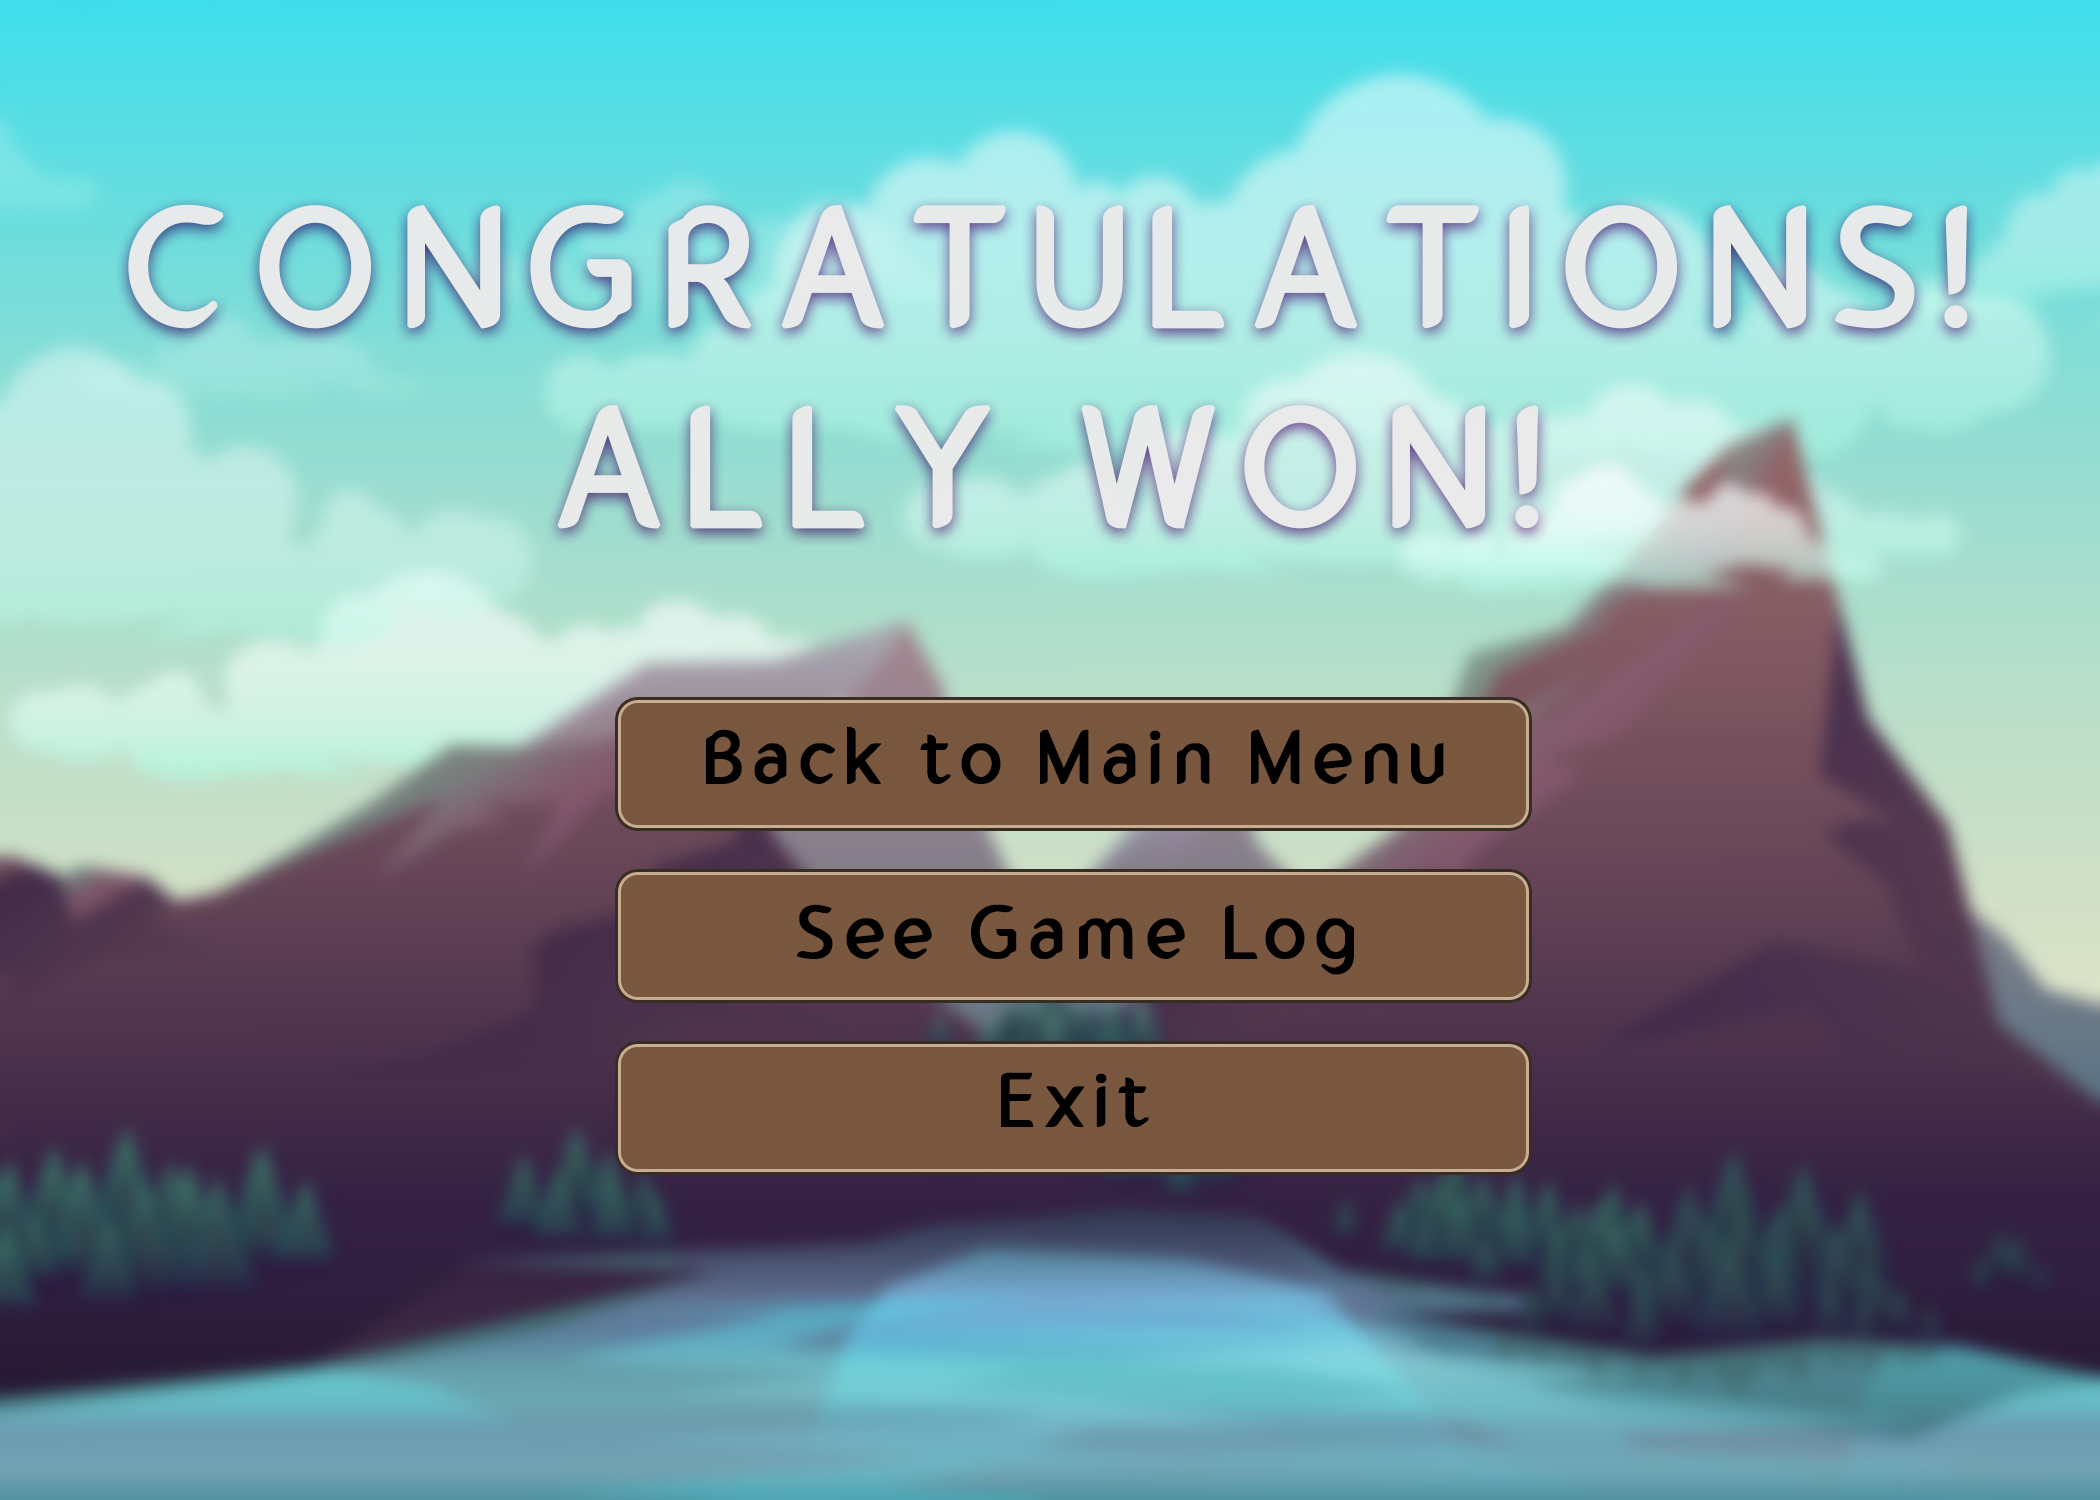 CONGRATULATIONS!
ALLY WON!
Back to Main Menu
See Game Log
Exit